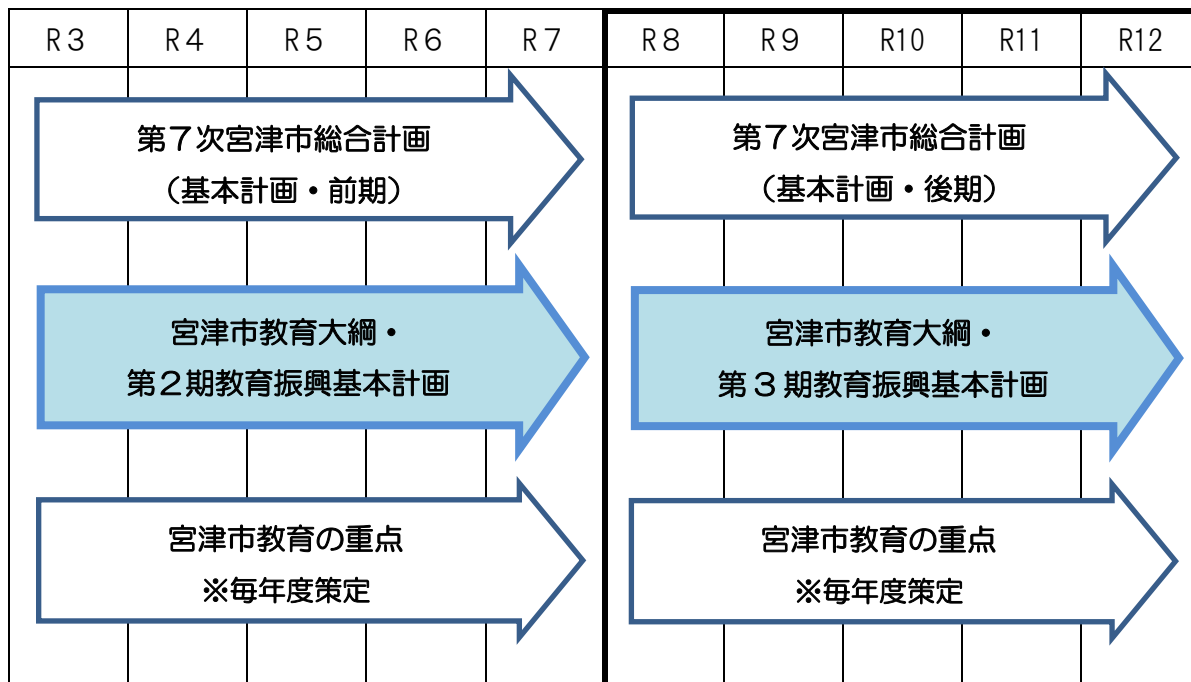 R3 R4 R5 R6 R7 R8 R9 R10 R11 R12
第7次宮津市総合計画
（基本計画・前期）
第7次宮津市総合計画
（基本計画・後期）
宮津市教育大綱・
第2期教育振興基本計画
宮津市教育大綱・
第3期教育振興基本計画
宮津市教育の重点
※毎年度策定
宮津市教育の重点
※毎年度策定